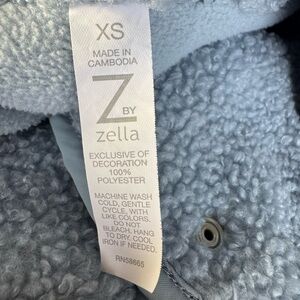 XS
MADE IN
CAMBODIA
Z
BY
zella
EXCLUSIVE OF
DECORATION
100%
POLYESTER
MACHINE WASH
COLD, GENTLE
CYCLE, WITH
LIKE COLORS.
DO NOT
BLEACH. HANG
TO DRY. COOL
IRON IF NEEDED.
RN58665